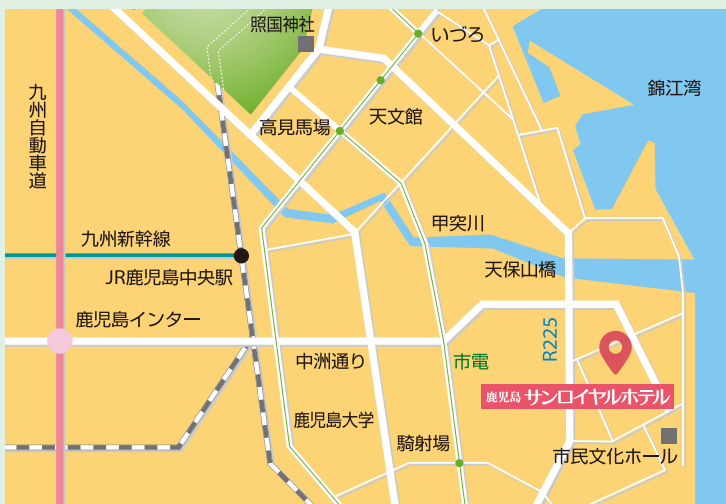 照国神社
いづろ
錦江湾
九州自動車道
天文館
高見馬場
甲突川
九州新幹線
天保山橋
JR鹿児島中央駅
鹿児島インター
R225
中洲通り
市電
鹿児島 サンロイヤルホテル
鹿児島大学
騎射場
市民文化ホール